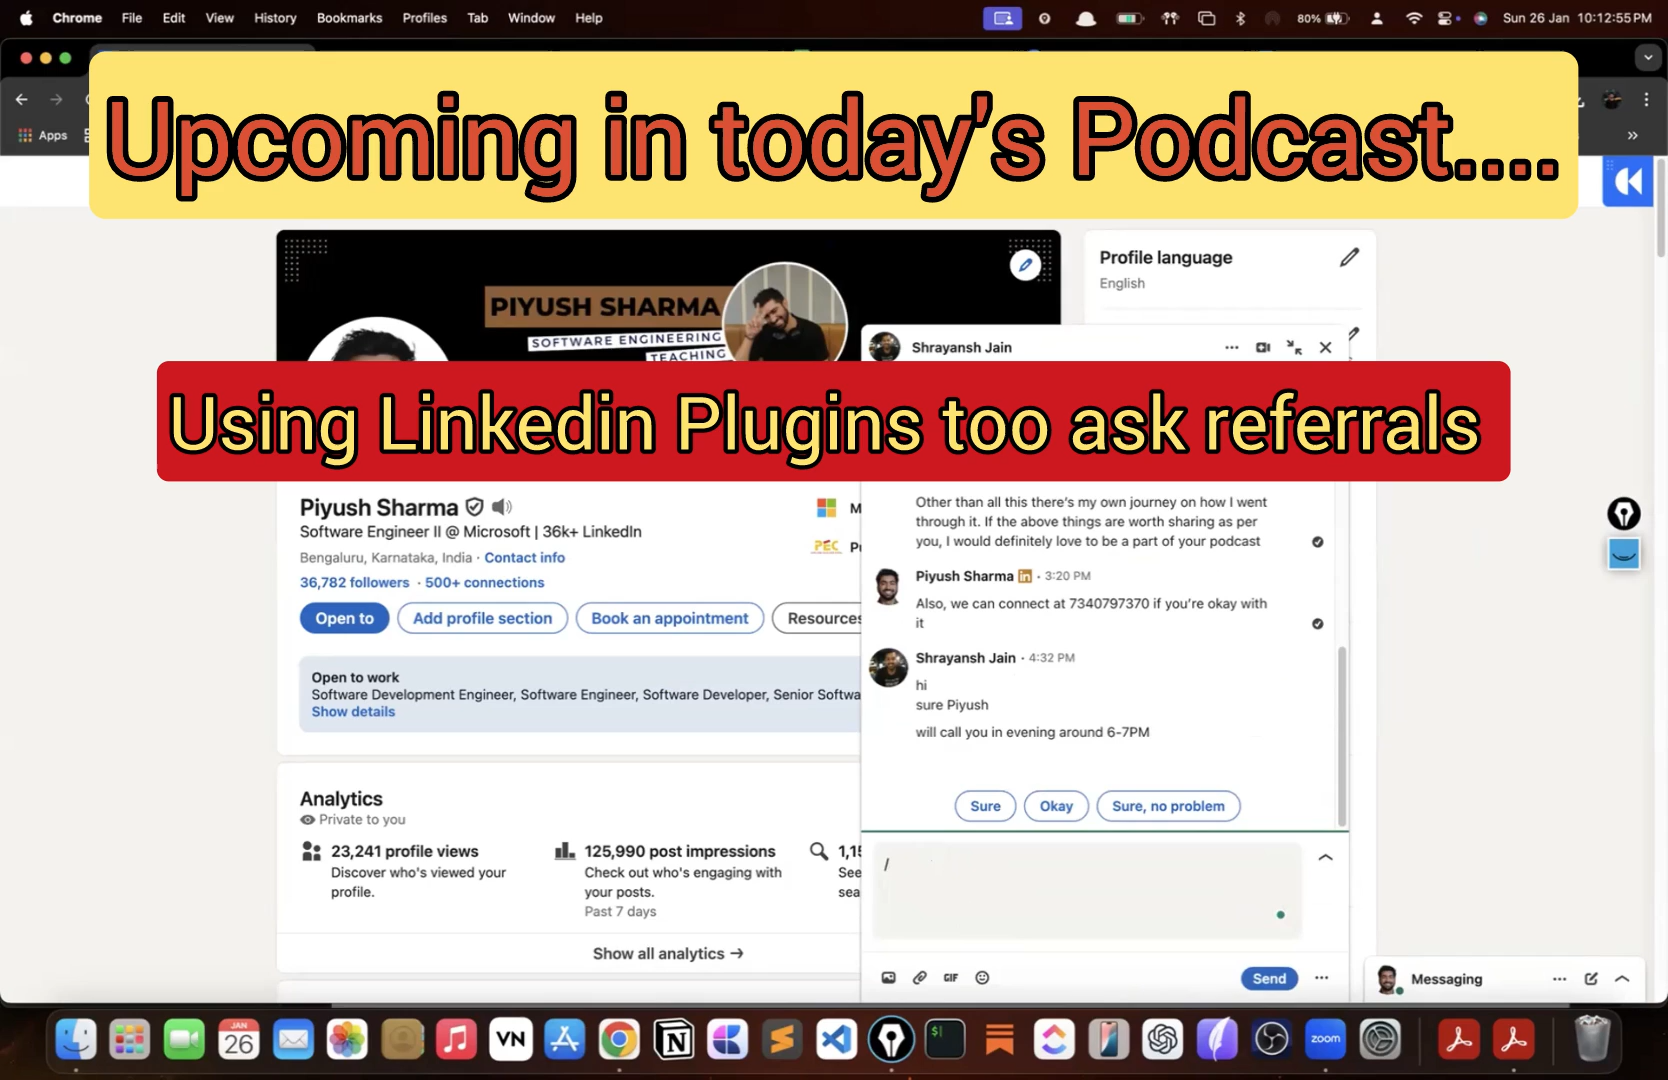 Chrome File Edit View History Bookmarks Profiles Tab Window Help
80% Sun 26 Jan 10:12:55 PM
Upcoming in today's Podcast....
Apps
PIYUSH SHARMA
SOFTWARE ENGINEERING
TEACHING
Profile language
English
Shrayansh Jain
Using Linkedin Plugins too ask referrals
Piyush Sharma
Software Engineer II @ Microsoft | 36k+ LinkedIn
Bengaluru, Karnataka, India · Contact info
36,782 followers · 500+ connections
Open to
Add profile section
Book an appointment
Resources
M
PEC
Open to work
Software Development Engineer, Software Engineer, Software Developer, Senior Softwa
Show details
Analytics
Private to you
23,241 profile views
Discover who's viewed your
profile.
125,990 post impressions
Check out who's engaging with
your posts.
Past 7 days
1,15
See
sea
Show all analytics →
Other than all this there's my own journey on how I went
through it. If the above things are worth sharing as per
you, I would definitely love to be a part of your podcast
Piyush Sharma in · 3:20 PM
Also, we can connect at 7340797370 if you're okay with
it
Shrayansh Jain · 4:32 PM
hi
sure Piyush
will call you in evening around 6-7PM
Sure
Okay
Sure, no problem
/
GIF
Send
Messaging
JAN
26
VN
zoom